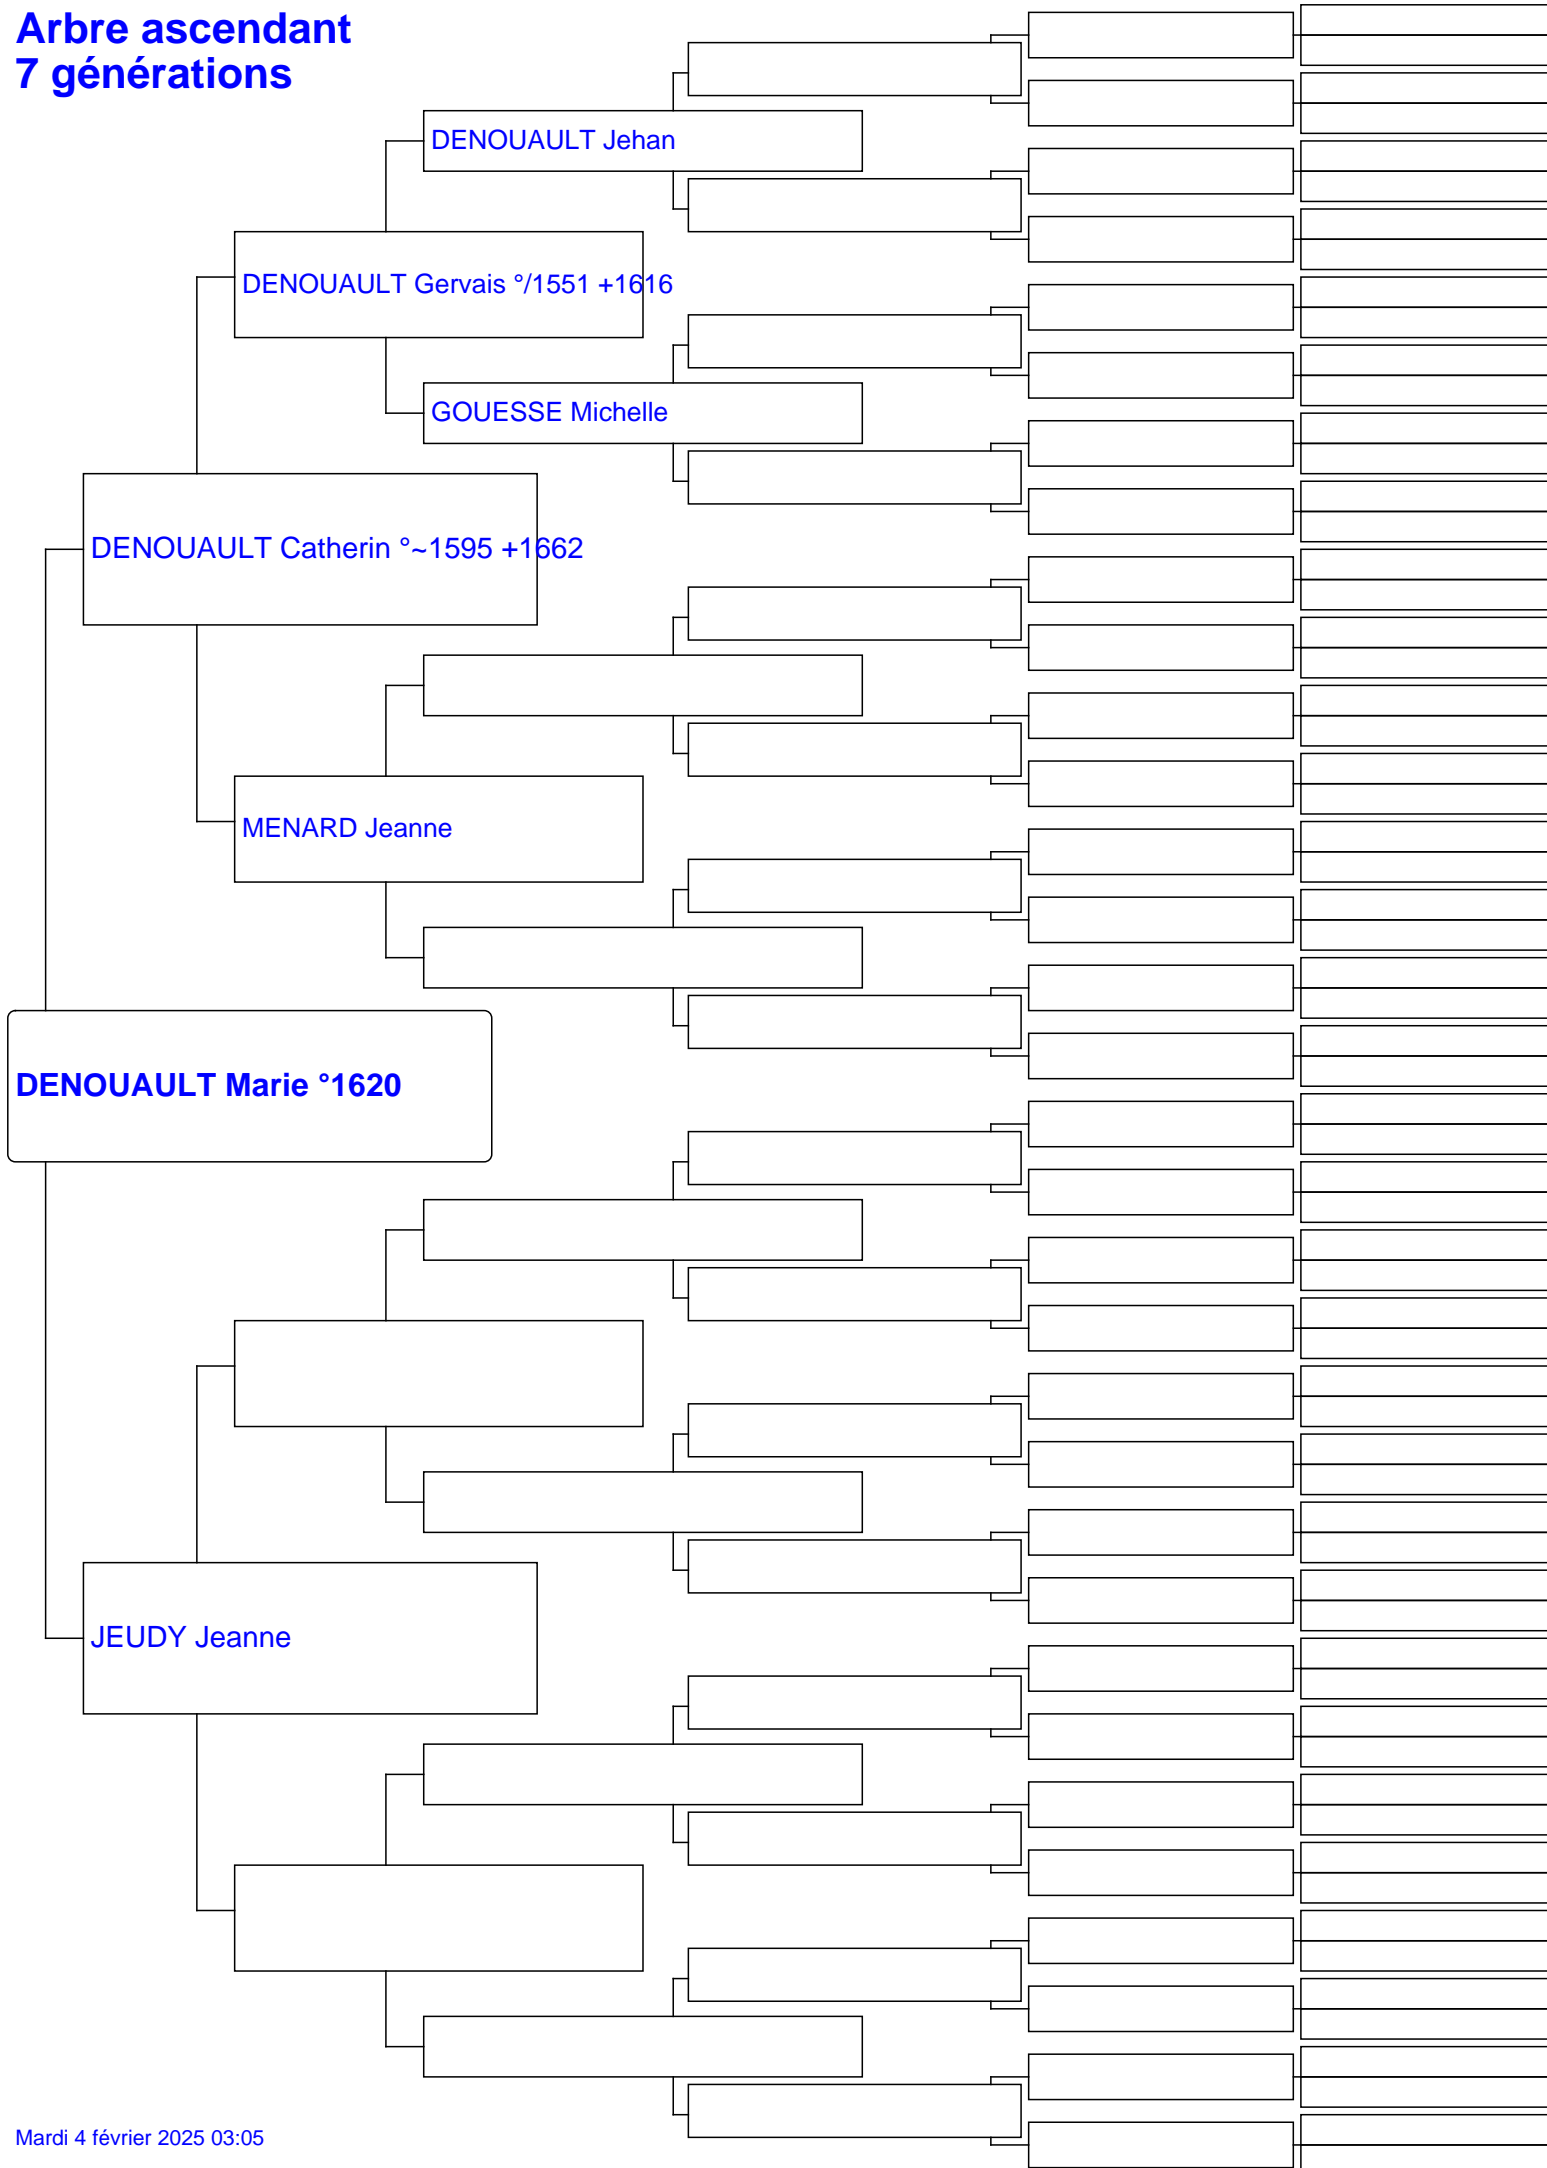 Arbre ascendant
7 générations
DENOUAULT Jehan
DENOUAULT Gervais °/1551 +1616
GOUESSE Michelle
DENOUAULT Catherin °~1595 +1662
MENARD Jeanne
DENOUAULT Marie °1620
JEUDY Jeanne
Mardi 4 février 2025 03:05